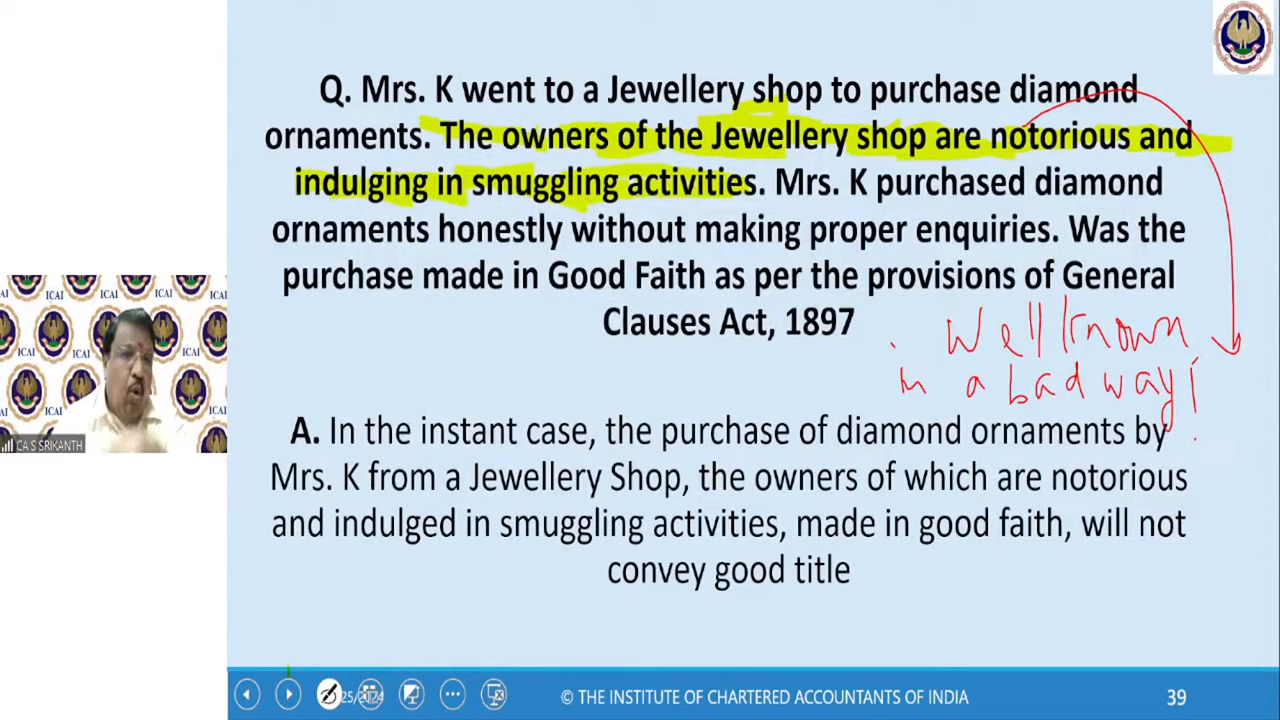 Q. Mrs. K went to a Jewellery shop to purchase diamond
ornaments. The owners of the Jewellery shop are notorious and
indulging in smuggling activities. Mrs. K purchased diamond
ornaments honestly without making proper enquiries. Was the
purchase made in Good Faith as per the provisions of General
Clauses Act, 1897
Well known
in a bad way!
A. In the instant case, the purchase of diamond ornaments by
Mrs. K from a Jewellery Shop, the owners of which are notorious
and indulged in smuggling activities, made in good faith, will not
convey good title
ICAI
ICAI
ICAI
ICAI
ICAI
CA S SRIKANTH
© THE INSTITUTE OF CHARTERED ACCOUNTANTS OF INDIA
39